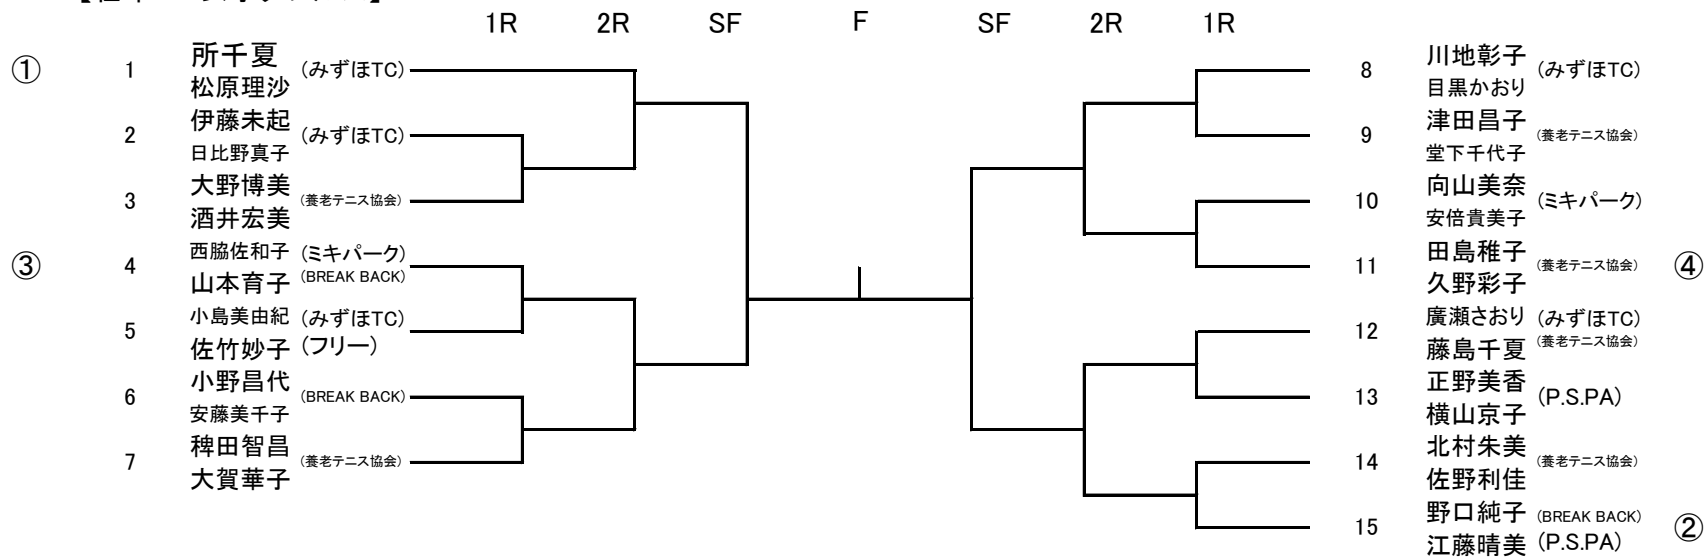 1R 2R SF F SF 2R 1R
① 1 所千夏 松原理沙 (みずほTC)
2 伊藤未起 日比野真子 (みずほTC)
3 大野博美 酒井宏美 (養老テニス協会)
③ 4 西脇佐和子 (ミキパーク) 山本育子 (BREAK BACK)
5 小島美由紀 (みずほTC) 佐竹妙子 (フリー)
6 小野昌代 安藤美千子 (BREAK BACK)
7 稗田智昌 大賀華子 (養老テニス協会)
8 川地彰子 目黒かおり (みずほTC)
9 津田昌子 堂下千代子 (養老テニス協会)
10 向山美奈 安倍貴美子 (ミキパーク)
11 田島稚子 久野彩子 (養老テニス協会) ④
12 廣瀬さおり (みずほTC) 藤島千夏 (養老テニス協会)
13 正野美香 横山京子 (P.S.PA)
14 北村朱美 佐野利佳 (養老テニス協会)
15 野口純子 (BREAK BACK) 江藤晴美 (P.S.PA) ②